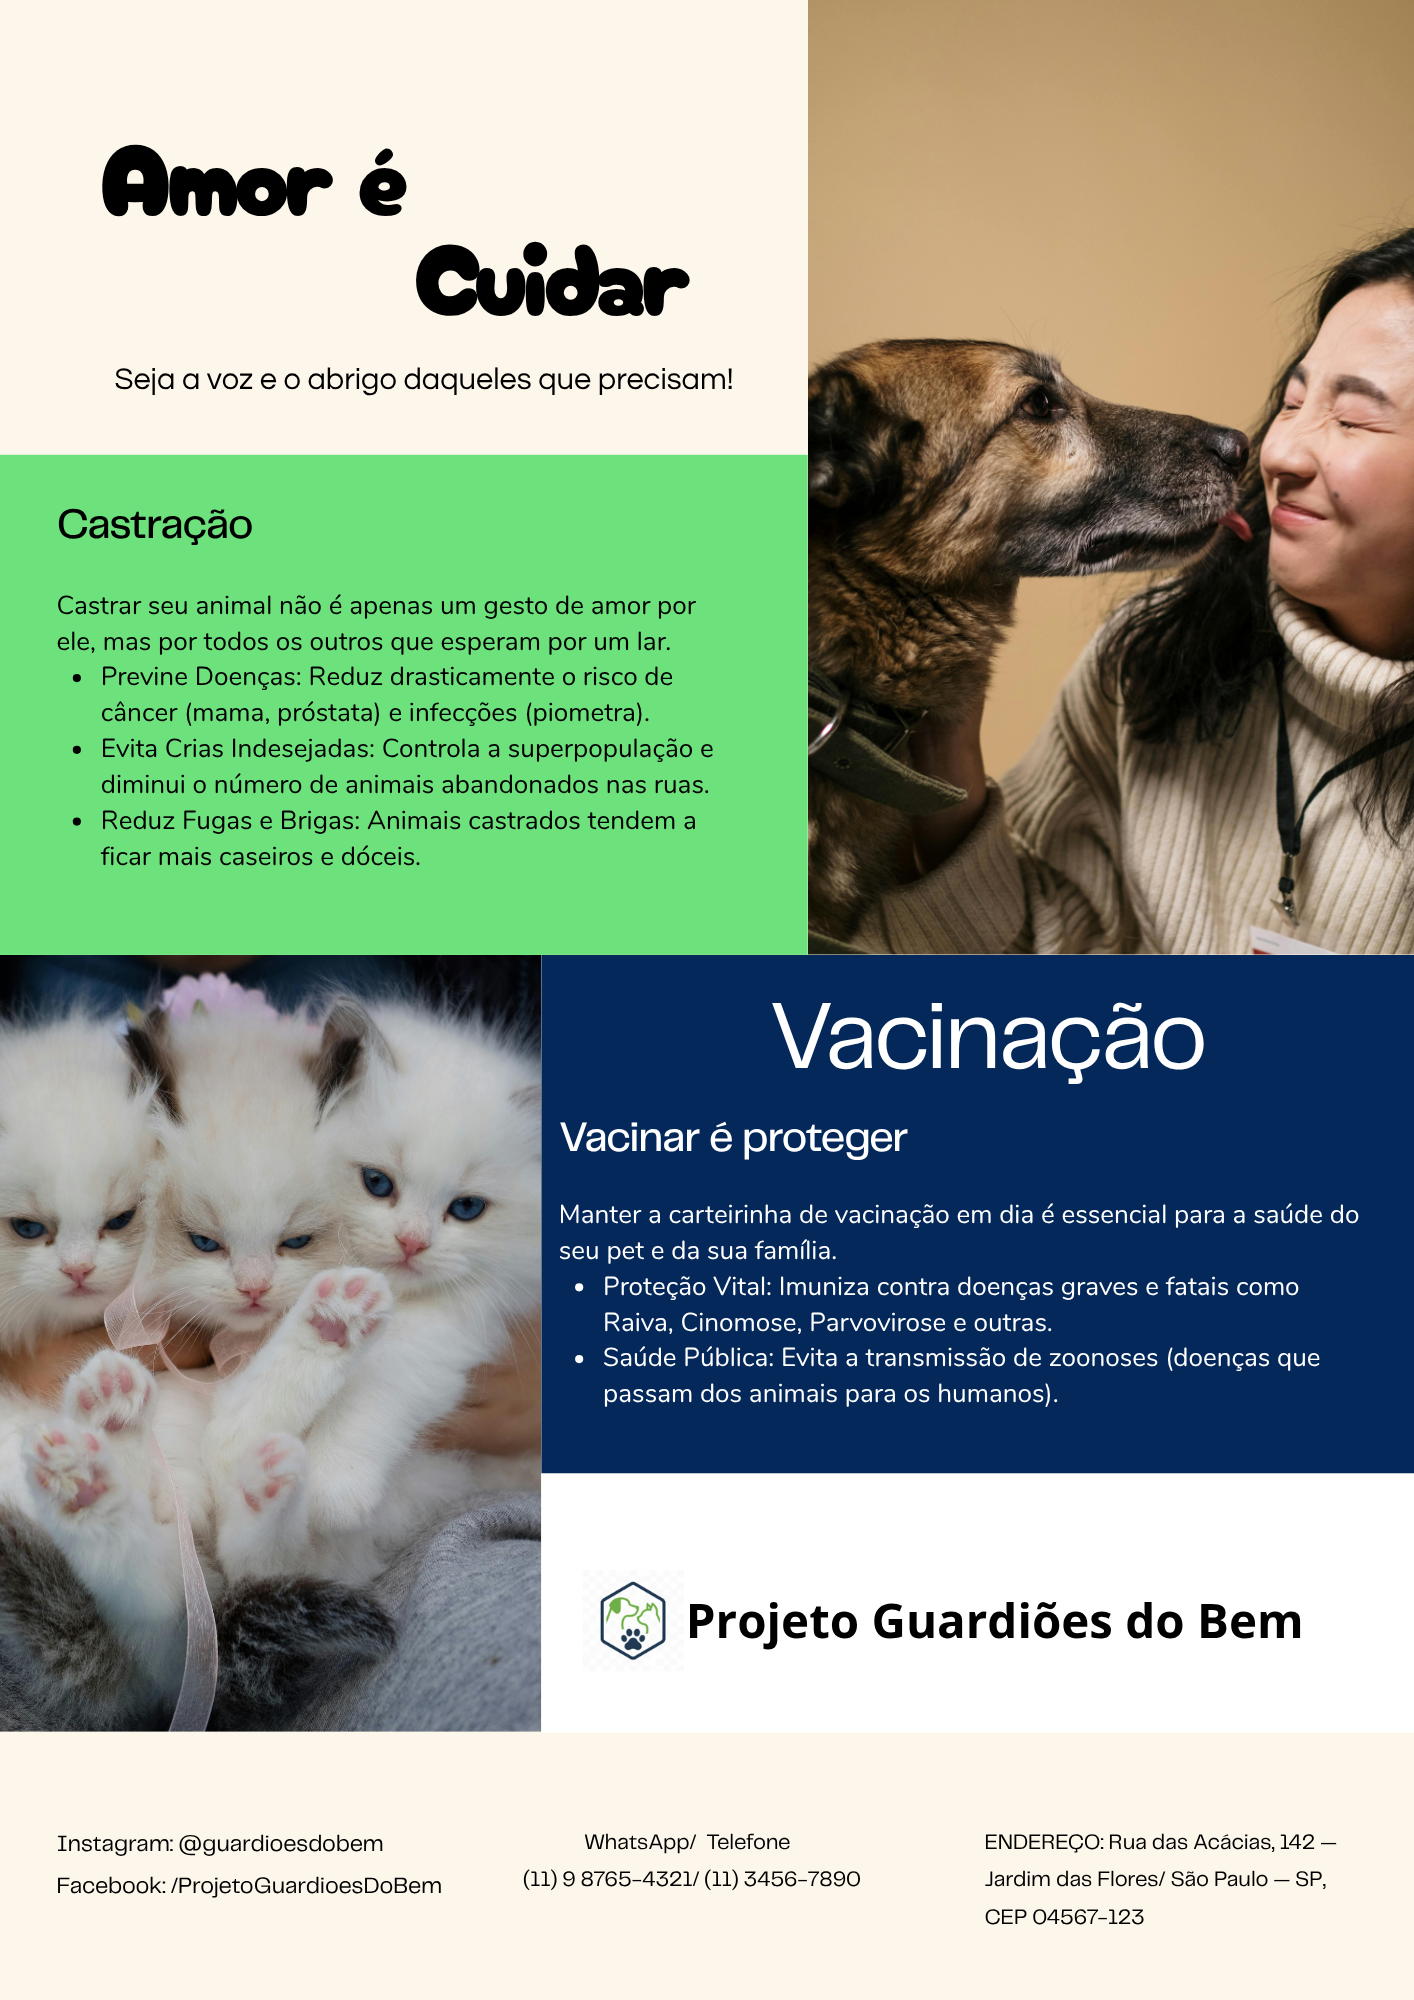 Amor é
Cuidar
Seja a voz e o abrigo daqueles que precisam!
Castração
Castrar seu animal não é apenas um gesto de amor por
ele, mas por todos os outros que esperam por um lar.
• Previne Doenças: Reduz drasticamente o risco de
câncer (mama, próstata) e infecções (piometra).
• Evita Crias Indesejadas: Controla a superpopulação e
diminui o número de animais abandonados nas ruas.
• Reduz Fugas e Brigas: Animais castrados tendem a
ficar mais caseiros e dóceis.
Vacinação
Vacinar é proteger
Manter a carteirinha de vacinação em dia é essencial para a saúde do
seu pet e da sua família.
• Proteção Vital: Imuniza contra doenças graves e fatais como
Raiva, Cinomose, Parvovirose e outras.
• Saúde Pública: Evita a transmissão de zoonoses (doenças que
passam dos animais para os humanos).
Projeto Guardiões do Bem
Instagram: @guardioesdobem
Facebook: /ProjetoGuardioesDoBem
WhatsApp/ Telefone
(11) 9 8765-4321/ (11) 3456-7890
ENDEREÇO: Rua das Acácias, 142 –
Jardim das Flores/ São Paulo – SP,
CEP 04567-123